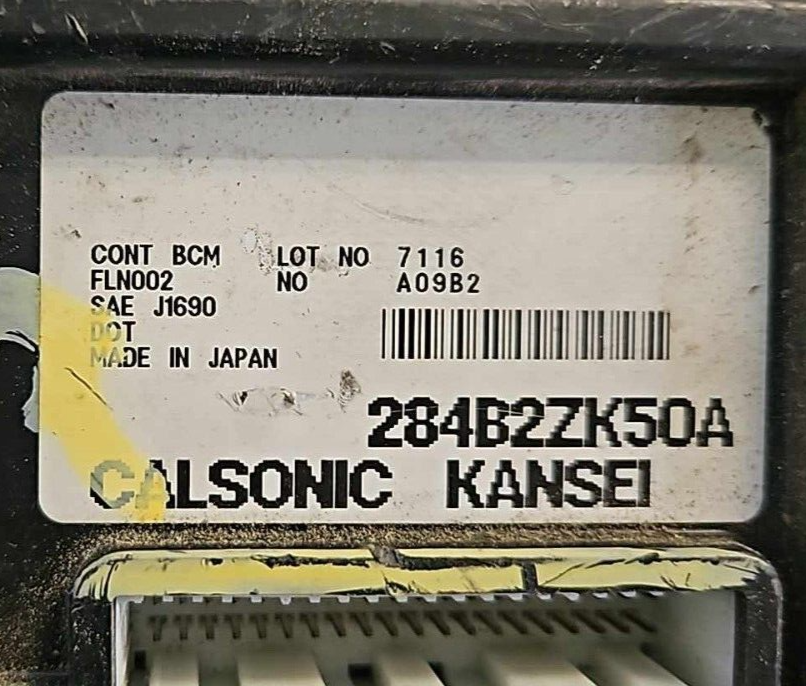 CONT BCM LOT NO 7116
FLN002 NO A09B2
SAE J1690
DOT
MADE IN JAPAN
284B2ZK50A
CALSONIC KANSEI